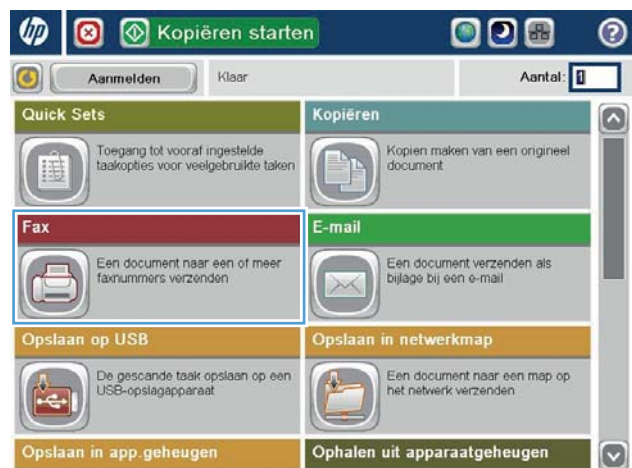 hp Kopiëren starten ?
Aanmelden Klaar Aantal: 1
Quick Sets
Toegang tot vooraf ingestelde
taakopties voor veelgebruikte taken
Kopiëren
Kopien maken van een origineel
document
Fax
Een document naar een of meer
faxnummers verzenden
E-mail
Een document verzenden als
bijlage bij een e-mail
Opslaan op USB
De gescande taak opslaan op een
USB-opslagapparaat
Opslaan in netwerkmap
Een document naar een map op
het netwerk verzenden
Opslaan in app.geheugen
Ophalen uit apparaatgeheugen